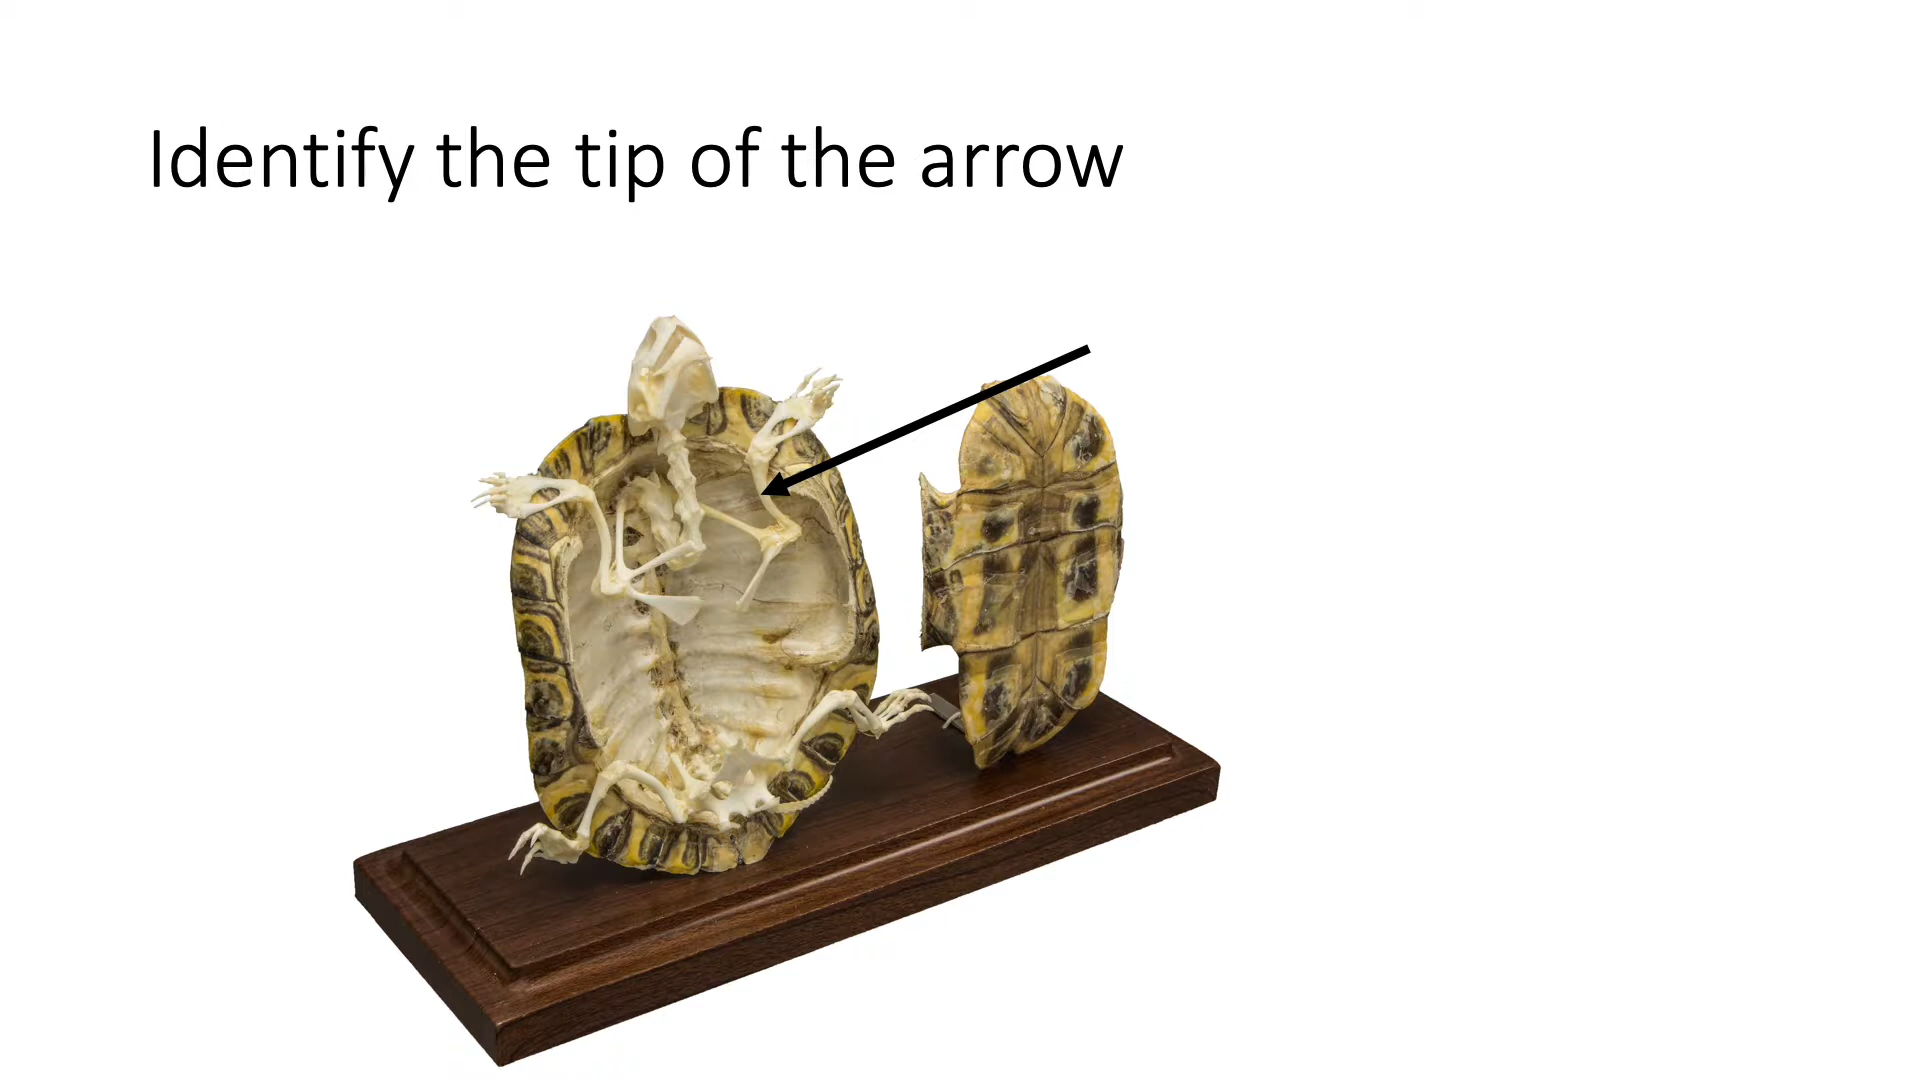 Identify the tip of the arrow